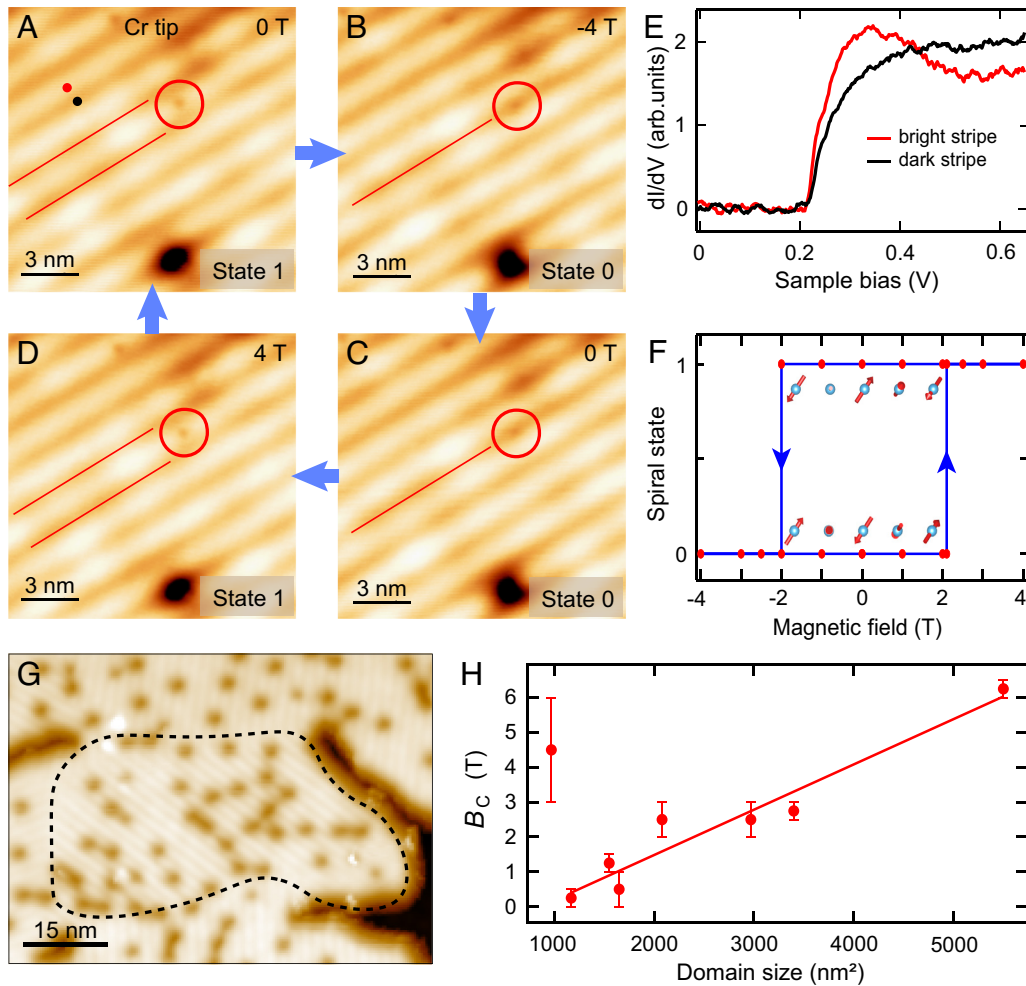 A Cr tip 0 T
3 nm State 1
B -4 T
3 nm State 0
E
dI/dV (arb.units)
2
1
0
bright stripe
dark stripe
0 0.2 0.4 0.6
Sample bias (V)
D 4 T
3 nm State 1
C 0 T
3 nm State 0
F
Spiral state
1
0
-4 -2 0 2 4
Magnetic field (T)
G
15 nm
H
B_C (T)
6
5
4
3
2
1
0
1000 2000 3000 4000 5000
Domain size (nm²)